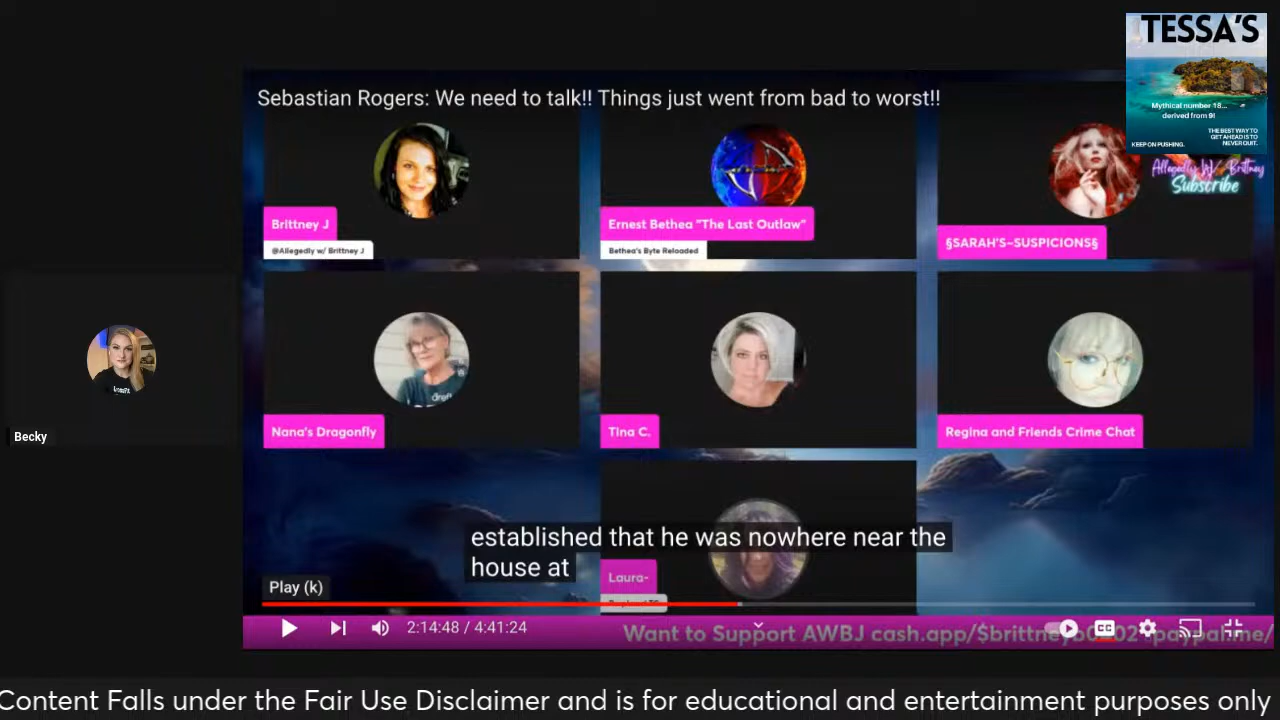 TESSA'S
Mythical number 18...
derived from 9!
THE BEST WAY TO
GET AHEAD IS TO
NEVER QUIT.
KEEP ON PUSHING.
Sebastian Rogers: We need to talk!! Things just went from bad to worst!!
Allegedly W/ Brittney
Subscribe
Brittney J
@Allegedly w/ Brittney J
Ernest Bethea "The Last Outlaw"
Bethea's Byte Reloaded
§SARAH'S~SUSPICIONS§
Becky
Nana's Dragonfly
Tina C.
Regina and Friends Crime Chat
established that he was nowhere near the
house at
Laura-
Play (k)
2:14:48 / 4:41:24
CC
Want to Support AWBJ
Content Falls under the Fair Use Disclaimer and is for educational and entertainment purposes only